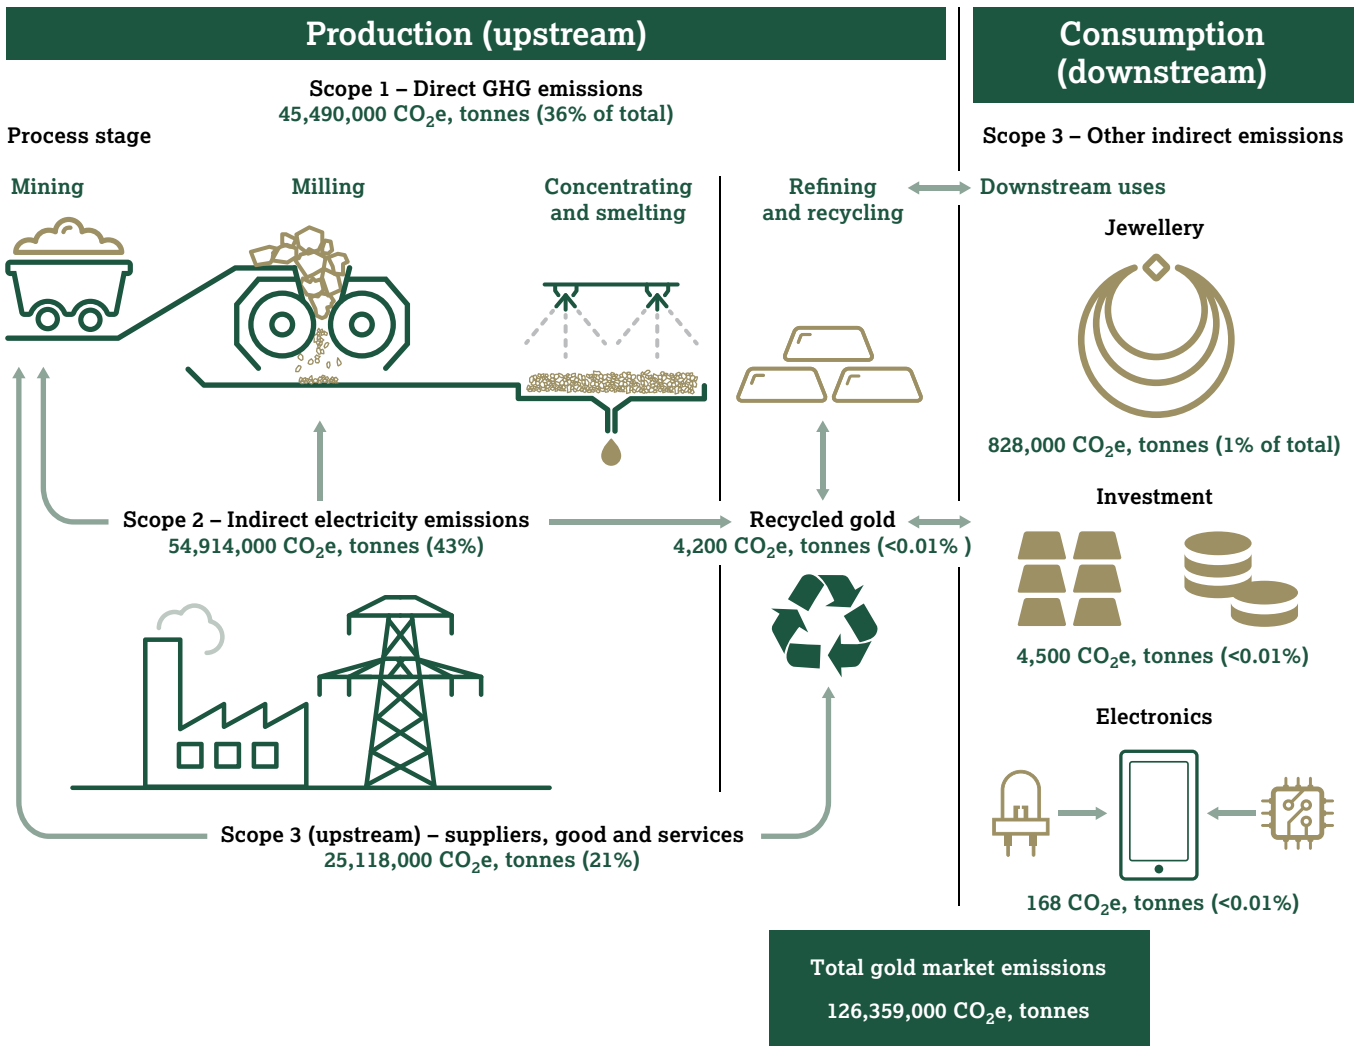 Production (upstream)
Scope 1 – Direct GHG emissions
45,490,000 CO₂e, tonnes (36% of total)
Process stage
Mining
Milling
Concentrating
and smelting
Refining
and recycling
Scope 2 – Indirect electricity emissions
54,914,000 CO₂e, tonnes (43%)
Recycled gold
4,200 CO₂e, tonnes (<0.01% )
Scope 3 (upstream) – suppliers, good and services
25,118,000 CO₂e, tonnes (21%)
Consumption
(downstream)
Scope 3 – Other indirect emissions
Downstream uses
Jewellery
828,000 CO₂e, tonnes (1% of total)
Investment
4,500 CO₂e, tonnes (<0.01%)
Electronics
168 CO₂e, tonnes (<0.01%)
Total gold market emissions
126,359,000 CO₂e, tonnes